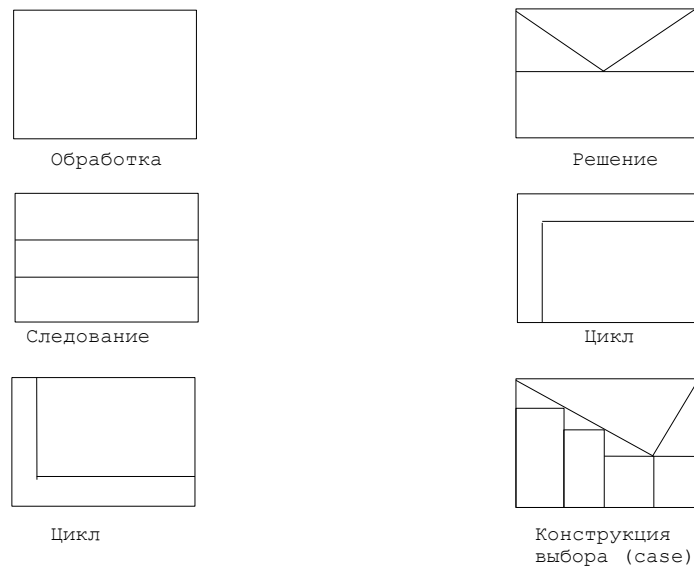 Обработка
Решение
Следование
Цикл
Цикл
Конструкция
выбора (case)